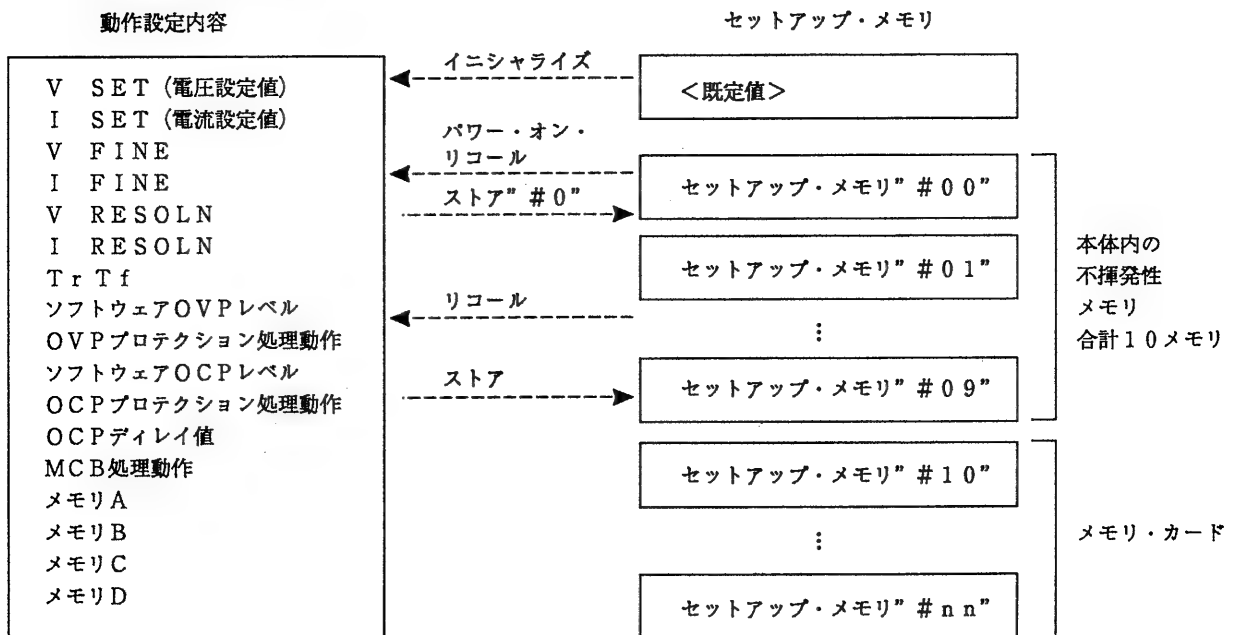 動作設定内容
V SET(電圧設定値)
I SET(電流設定値)
V FINE
I FINE
V RESOLN
I RESOLN
TrTf
ソフトウェアOVPレベル
OVPプロテクション処理動作
ソフトウェアOCPレベル
OCPプロテクション処理動作
OCPディレイ値
MCB処理動作
メモリA
メモリB
メモリC
メモリD
イニシャライズ
パワー・オン・
リコール
ストア"#0"
リコール
ストア
セットアップ・メモリ
<既定値>
セットアップ・メモリ"#00"
セットアップ・メモリ"#01"
⋮
セットアップ・メモリ"#09"
セットアップ・メモリ"#10"
⋮
セットアップ・メモリ"#nn"
本体内の
不揮発性
メモリ
合計10メモリ
メモリ・カード